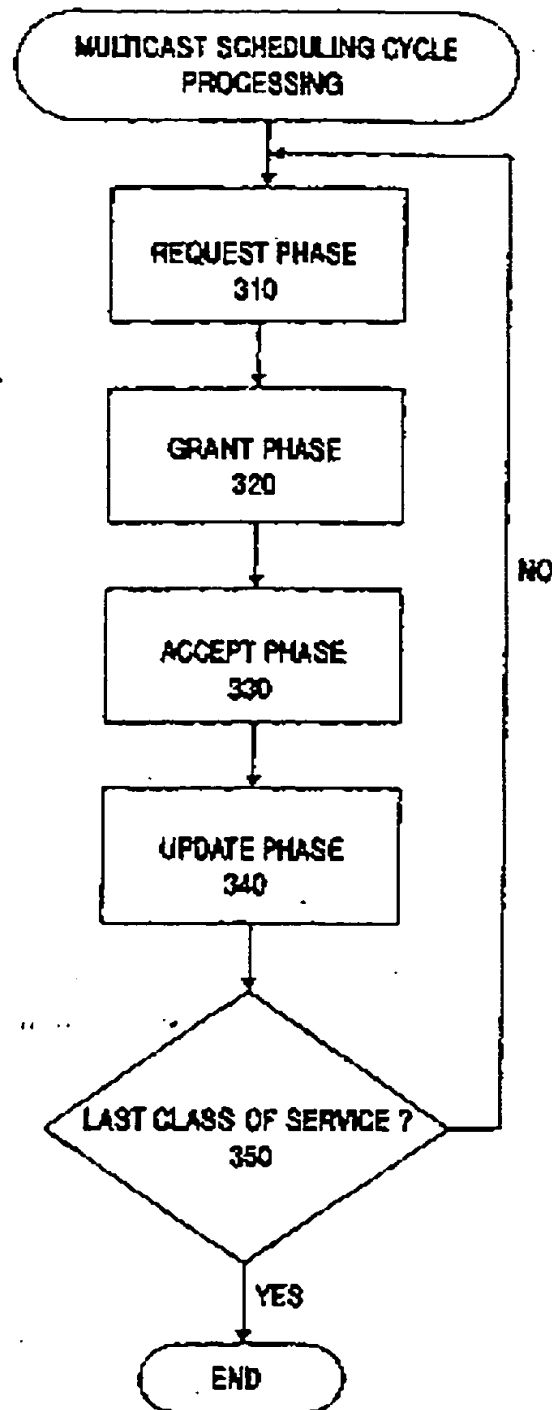 MULTICAST SCHEDULING CYCLE
PROCESSING
REQUEST PHASE
310
GRANT PHASE
320
ACCEPT PHASE
330
UPDATE PHASE
340
NO
LAST CLASS OF SERVICE ?
350
YES
END